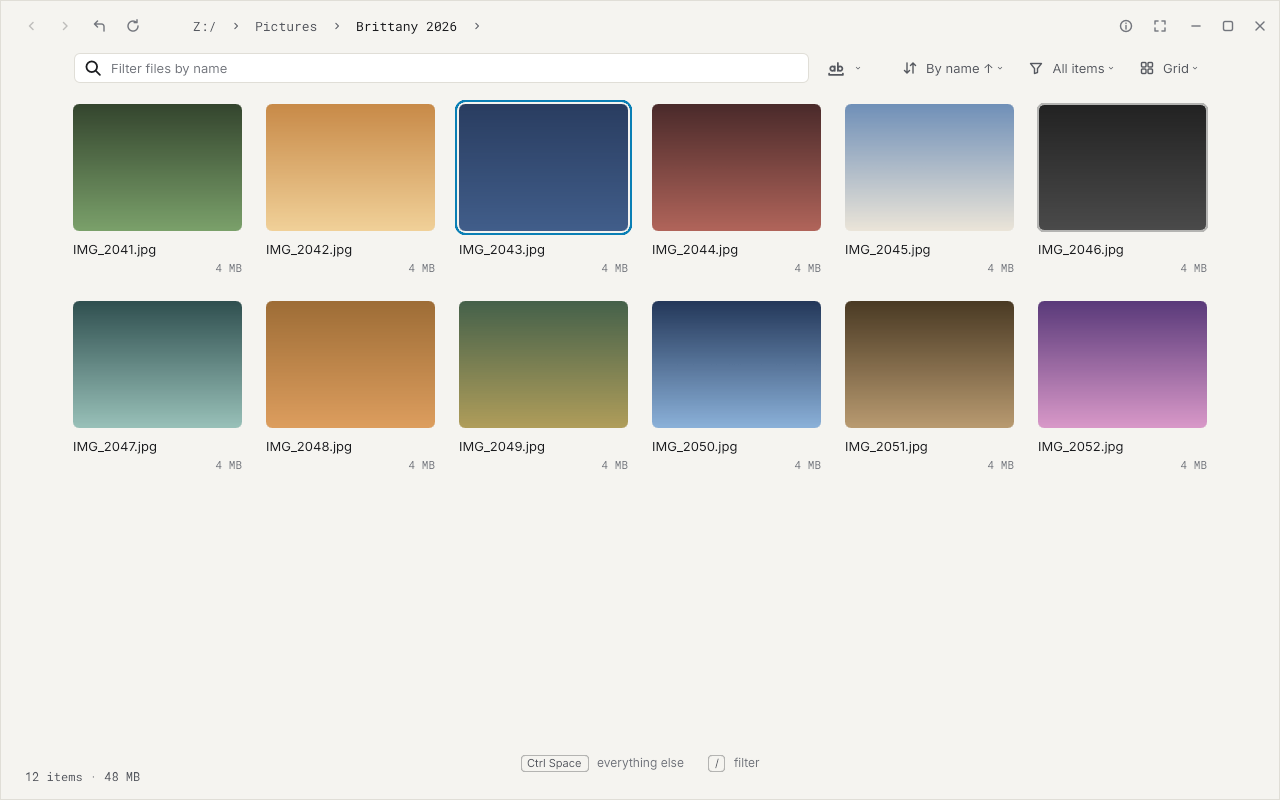 Z:/ › Pictures › Brittany 2026 ›
Filter files by name
ab
By name ↑
All items
Grid
IMG_2041.jpg IMG_2042.jpg IMG_2043.jpg IMG_2044.jpg IMG_2045.jpg IMG_2046.jpg
4 MB 4 MB 4 MB 4 MB 4 MB 4 MB
IMG_2047.jpg IMG_2048.jpg IMG_2049.jpg IMG_2050.jpg IMG_2051.jpg IMG_2052.jpg
4 MB 4 MB 4 MB 4 MB 4 MB 4 MB
Ctrl Space everything else / filter
12 items · 48 MB